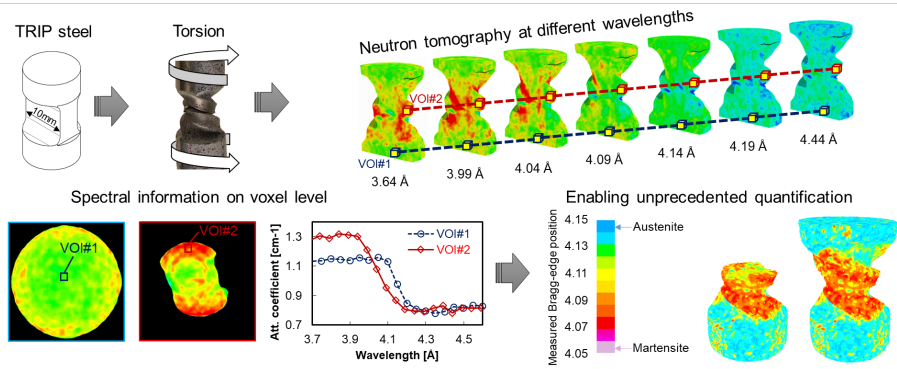 TRIP steel
Torsion
Neutron tomography at different wavelengths
10mm
VOI#2
VOI#1
3.64 Å
3.99 Å
4.04 Å
4.09 Å
4.14 Å
4.19 Å
4.44 Å
Spectral information on voxel level
Enabling unprecedented quantification
VOI#1
VOI#2
Att. coefficient [cm-1]
1.3
1.1
0.9
0.7
VOI#1
VOI#2
3.7 3.9 4.1 4.3 4.5
Wavelength [Å]
Measured Bragg-edge position
4.15
4.13
4.11
4.09
4.07
4.05
Austenite
Martensite